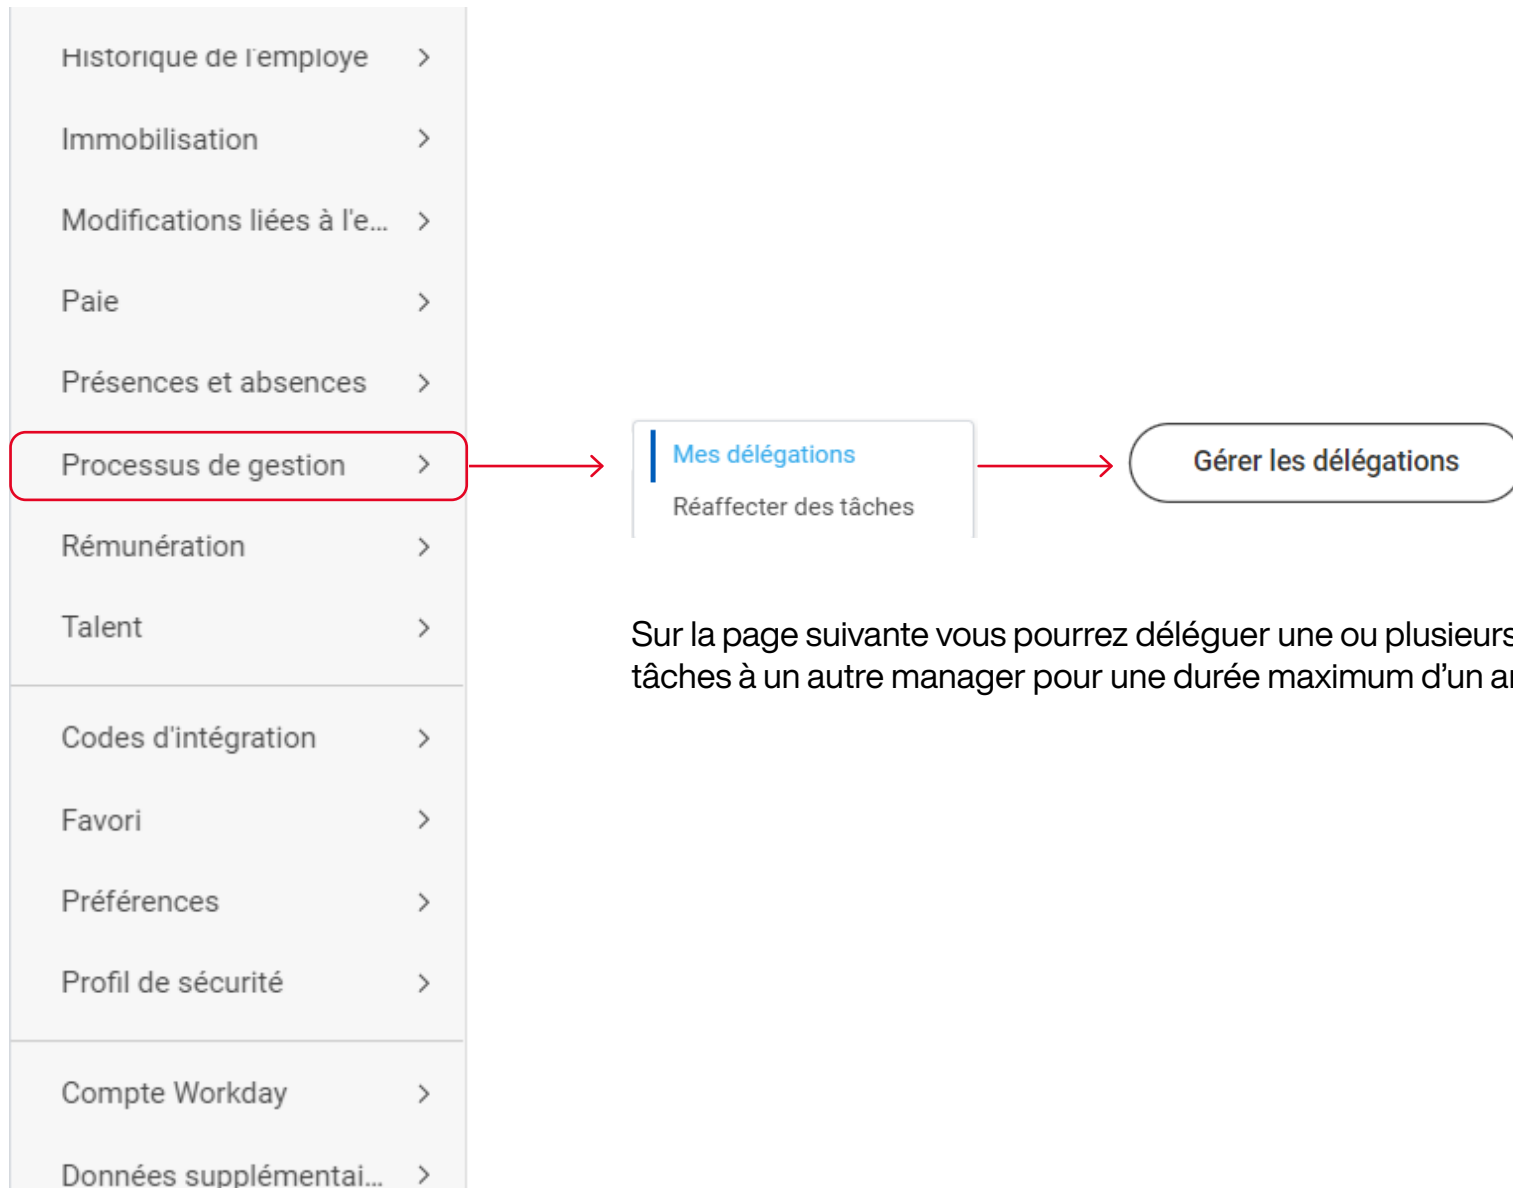 Historique de l'employe
Immobilisation
Modifications liées à l'e...
Paie
Présences et absences
Processus de gestion
Rémunération
Talent
Codes d'intégration
Favori
Préférences
Profil de sécurité
Compte Workday
Données supplémentai...
Mes délégations
Réaffecter des tâches
Gérer les délégations
Sur la page suivante vous pourrez déléguer une ou plusieurs
tâches à un autre manager pour une durée maximum d’un